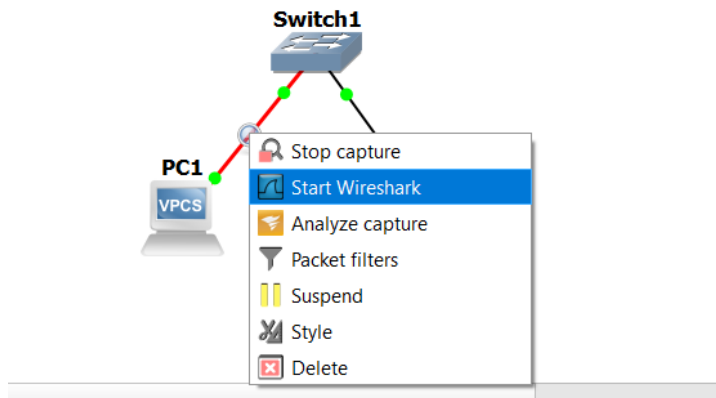 Switch1
PC1
VPCS
Stop capture
Start Wireshark
Analyze capture
Packet filters
Suspend
Style
Delete